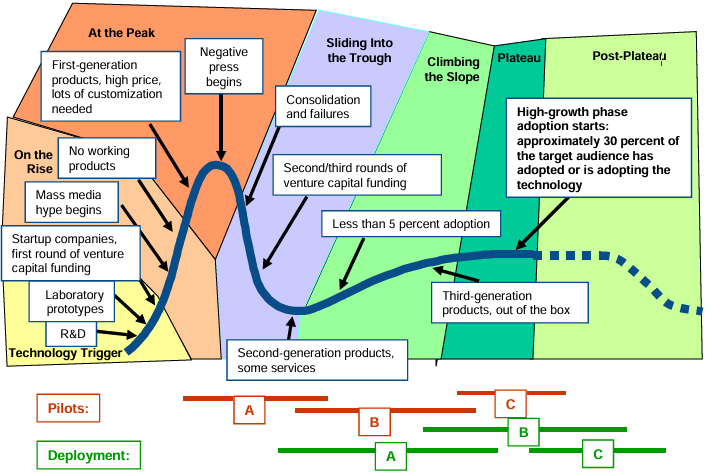 At the Peak
Negative
press
begins
Sliding Into
the Trough
Climbing
the Slope
Plateau
Post-Plateau
First-generation
products, high price,
lots of customization
needed
Consolidation
and failures
High-growth phase
adoption starts:
approximately 30 percent of
the target audience has
adopted or is adopting the
technology
On the
Rise
No working
products
Second/third rounds of
venture capital funding
Mass media
hype begins
Less than 5 percent adoption
Startup companies,
first round of venture
capital funding
Laboratory
prototypes
Third-generation
products, out of the box
R&D
Technology Trigger
Second-generation products,
some services
Pilots:
A
B
C
Deployment:
A
B
C